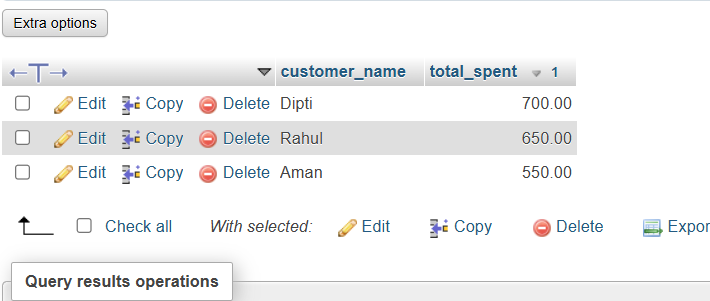 Extra options
customer_name total_spent 1
Edit Copy Delete Dipti 700.00
Edit Copy Delete Rahul 650.00
Edit Copy Delete Aman 550.00
Check all With selected: Edit Copy Delete Expor
Query results operations